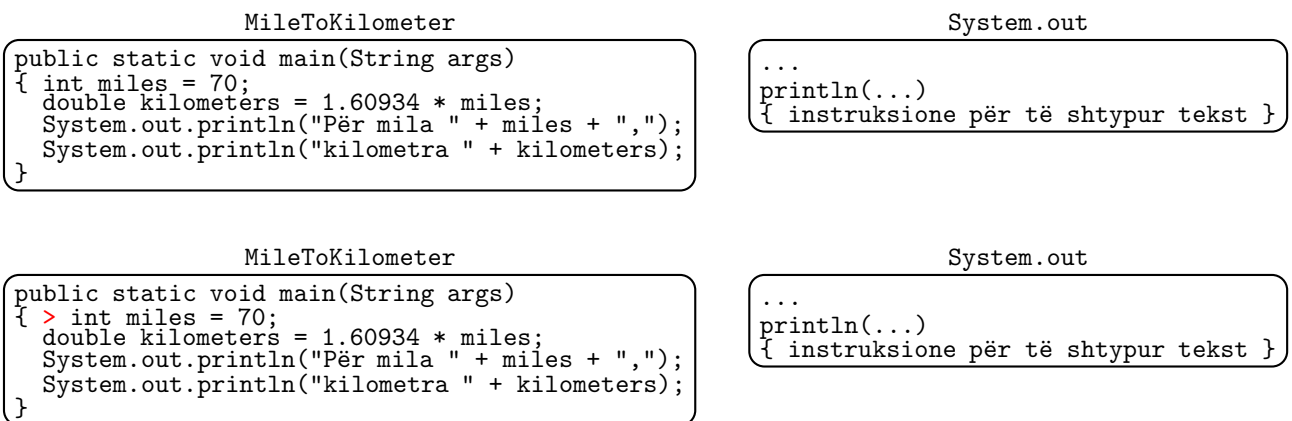 MileToKilometer
public static void main(String args)
{ int miles = 70;
double kilometers = 1.60934 * miles;
System.out.println("Për mila " + miles + ",");
System.out.println("kilometra " + kilometers);
}
System.out
...
println(...)
{ instruksione për të shtypur tekst }
MileToKilometer
public static void main(String args)
{ > int miles = 70;
double kilometers = 1.60934 * miles;
System.out.println("Për mila " + miles + ",");
System.out.println("kilometra " + kilometers);
}
System.out
...
println(...)
{ instruksione për të shtypur tekst }